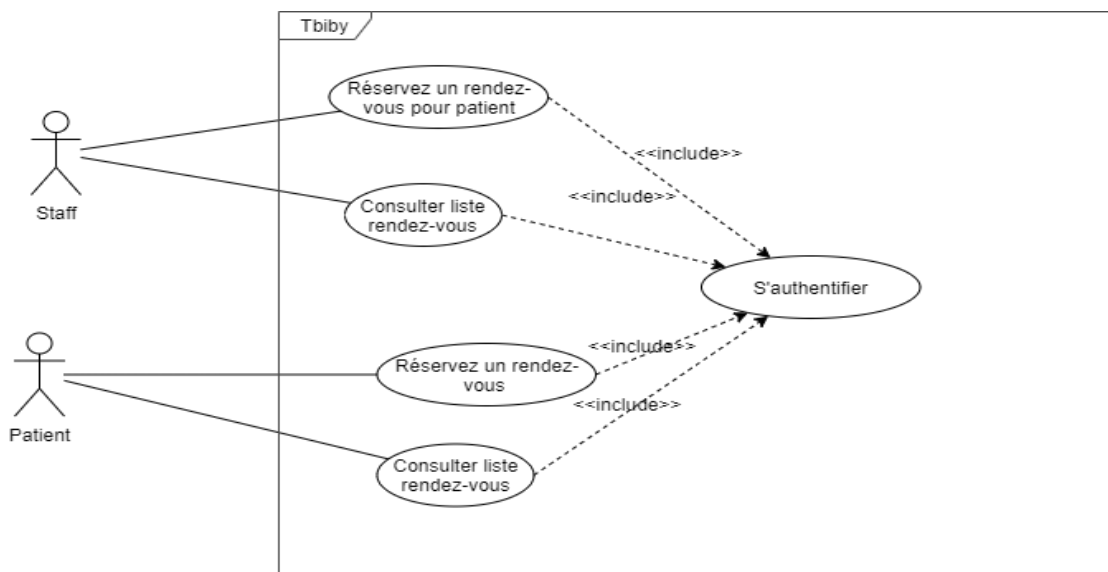 Tbiby
Réservez un rendez-
vous pour patient
<<include>>
<<include>>
Staff
Consulter liste
rendez-vous
S'authentifier
<<include>>
Réservez un rendez-
vous
<<include>>
Patient
Consulter liste
rendez-vous